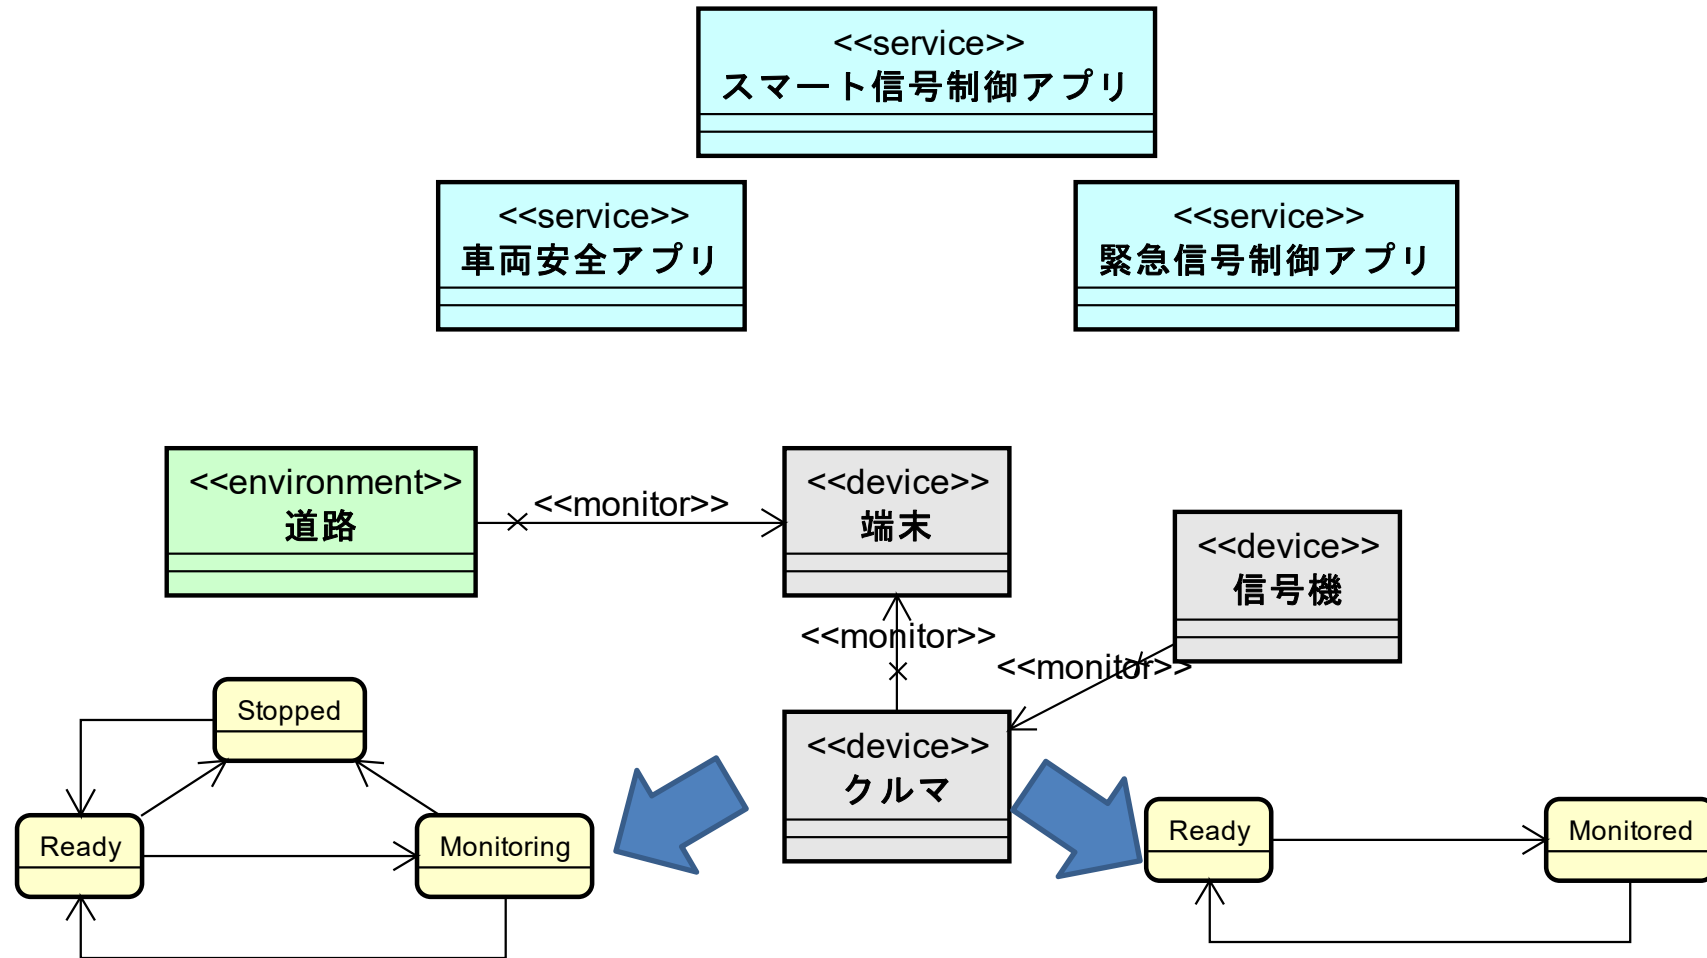 <<service>>
スマート信号制御アプリ
<<service>>
車両安全アプリ
<<service>>
緊急信号制御アプリ
<<environment>>
道路
<<monitor>>
<<device>>
端末
<<device>>
信号機
<<monitor>>
<<monitor>>
<<device>>
クルマ
Stopped
Ready
Monitoring
Ready
Monitored